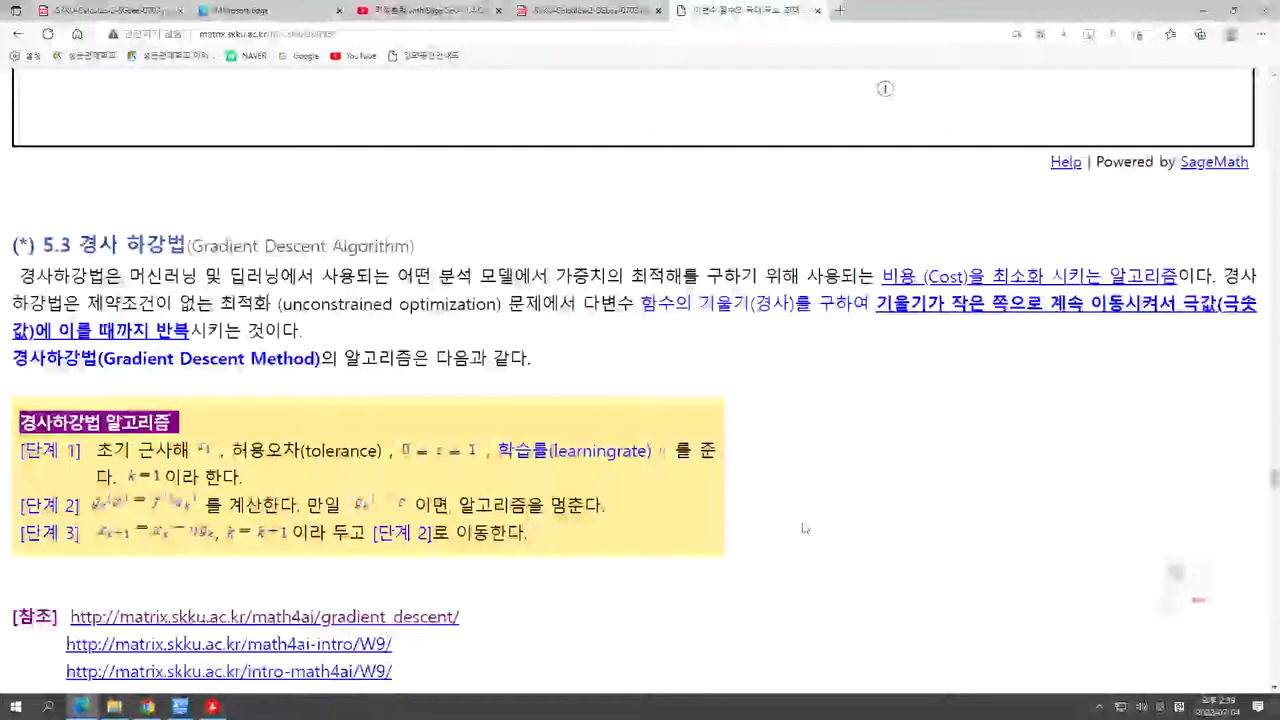 matrix.skku.ac.kr/
NAVER Google YouTube
Help | Powered by SageMath
(*) 5.3 경사 하강법(Gradient Descent Algorithm)
경사하강법은 머신러닝 및 딥러닝에서 사용되는 어떤 분석 모델에서 가중치의 최적해를 구하기 위해 사용되는 비용 (Cost)을 최소화 시키는 알고리즘이다. 경사
하강법은 제약조건이 없는 최적화 (unconstrained optimization) 문제에서 다변수 함수의 기울기(경사)를 구하여 기울기가 작은 쪽으로 계속 이동시켜서 극값(극솟
값)에 이를 때까지 반복시키는 것이다.
경사하강법(Gradient Descent Method)의 알고리즘은 다음과 같다.
경사하강법 알고리즘
[단계 1] 초기 근사해 , 허용오차(tolerance) , , 학습률(learningrate) 를 준
다. k = 1 이라 한다.
[단계 2] 를 계산한다. 만일 이면, 알고리즘을 멈춘다.
[단계 3] , k = k+1 이라 두고 [단계 2]로 이동한다.
[참조] http://matrix.skku.ac.kr/math4ai/gradient_descent/
http://matrix.skku.ac.kr/math4ai-intro/W9/
http://matrix.skku.ac.kr/intro-math4ai/W9/